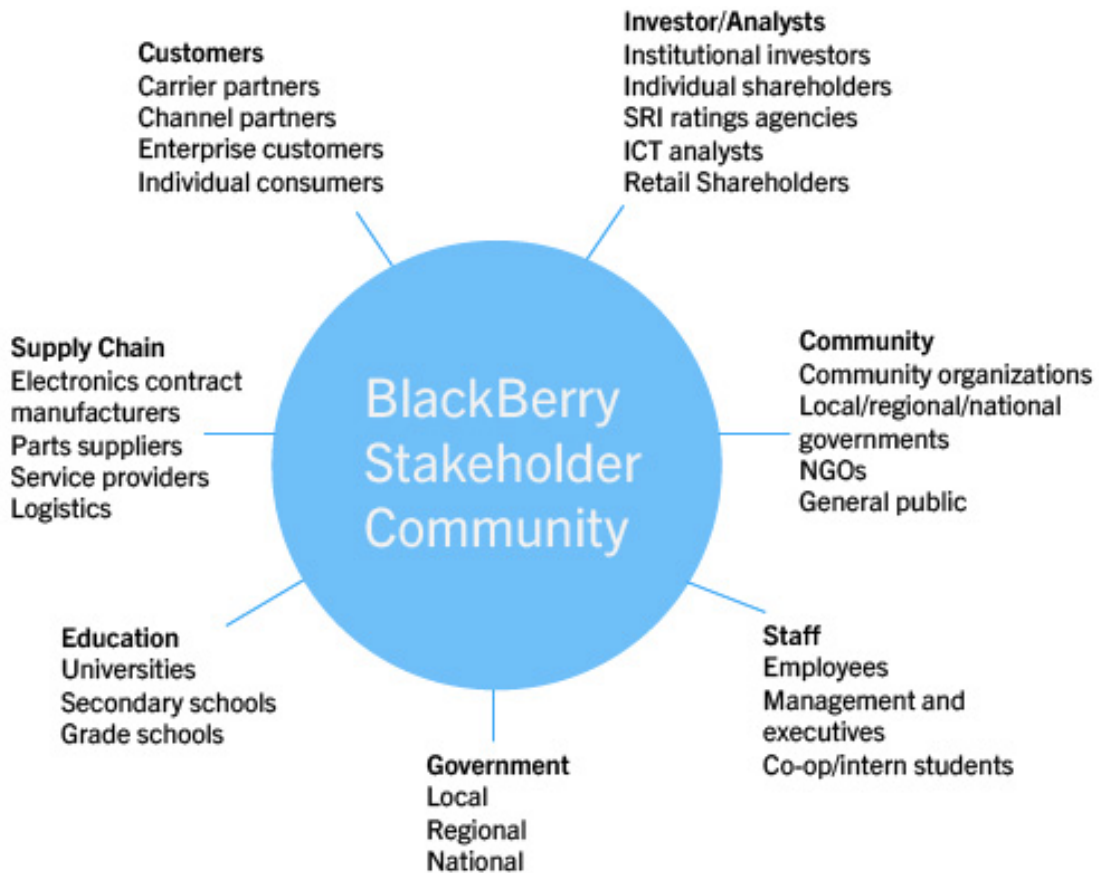 Customers
Carrier partners
Channel partners
Enterprise customers
Individual consumers
Investor/Analysts
Institutional investors
Individual shareholders
SRI ratings agencies
ICT analysts
Retail Shareholders
Supply Chain
Electronics contract
manufacturers
Parts suppliers
Service providers
Logistics
BlackBerry
Stakeholder
Community
Community
Community organizations
Local/regional/national
governments
NGOs
General public
Education
Universities
Secondary schools
Grade schools
Government
Local
Regional
National
Staff
Employees
Management and
executives
Co-op/intern students